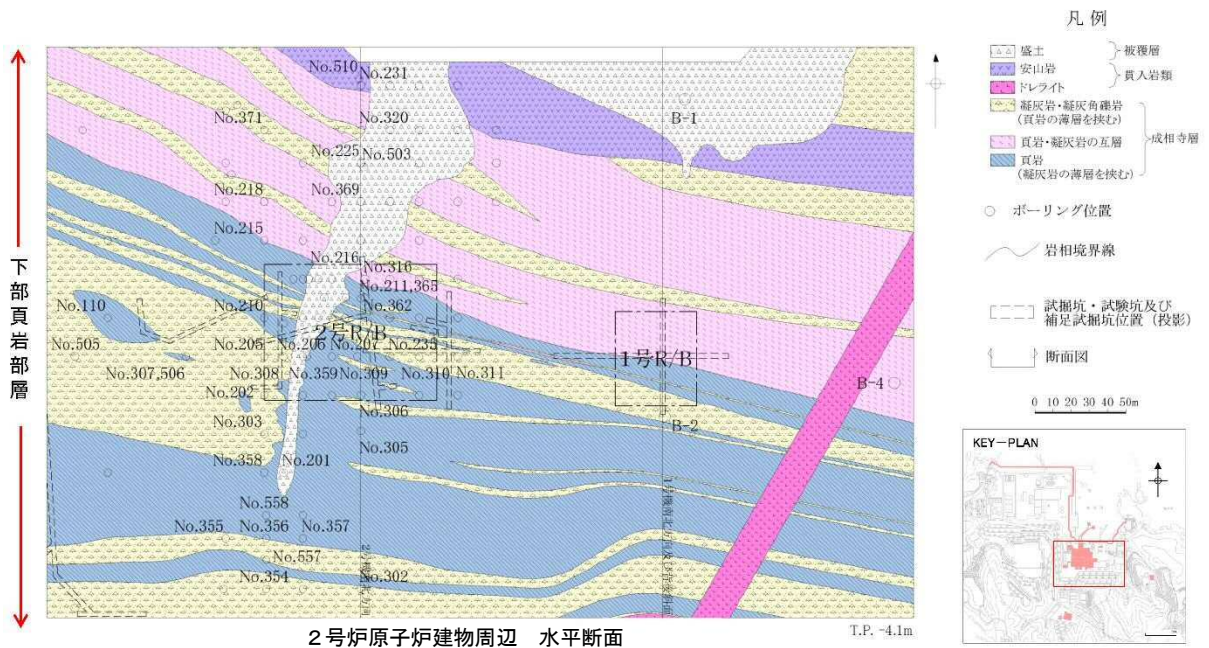 凡 例
盛土
被覆層
安山岩
貫入岩類
ドレライト
凝灰岩・凝灰角礫岩
(頁岩の薄層を挟む)
頁岩・凝灰岩の互層
成相寺層
頁岩
(凝灰岩の薄層を挟む)
ボーリング位置
岩相境界線
試掘坑・試験坑及び
補足試掘坑位置(投影)
断面図
0 10 20 30 40 50m
KEY-PLAN
下部頁岩部層
No.510
No.231
No.371
No.320
B-1
No.225
No.503
No.218
No.369
No.215
No.216
No.316
No.211,365
No.110
No.210
No.362
2号R/B
No.505
No.205
No.206
No.207
No.235
1号R/B
No.307,506
No.308
No.359
No.309
No.310
No.311
B-4
No.202
No.306
No.303
B-2
No.305
No.358
No.201
No.558
No.355
No.356
No.357
No.557
No.354
No.302
T.P. -4.1m
2号炉原子炉建物周辺 水平断面